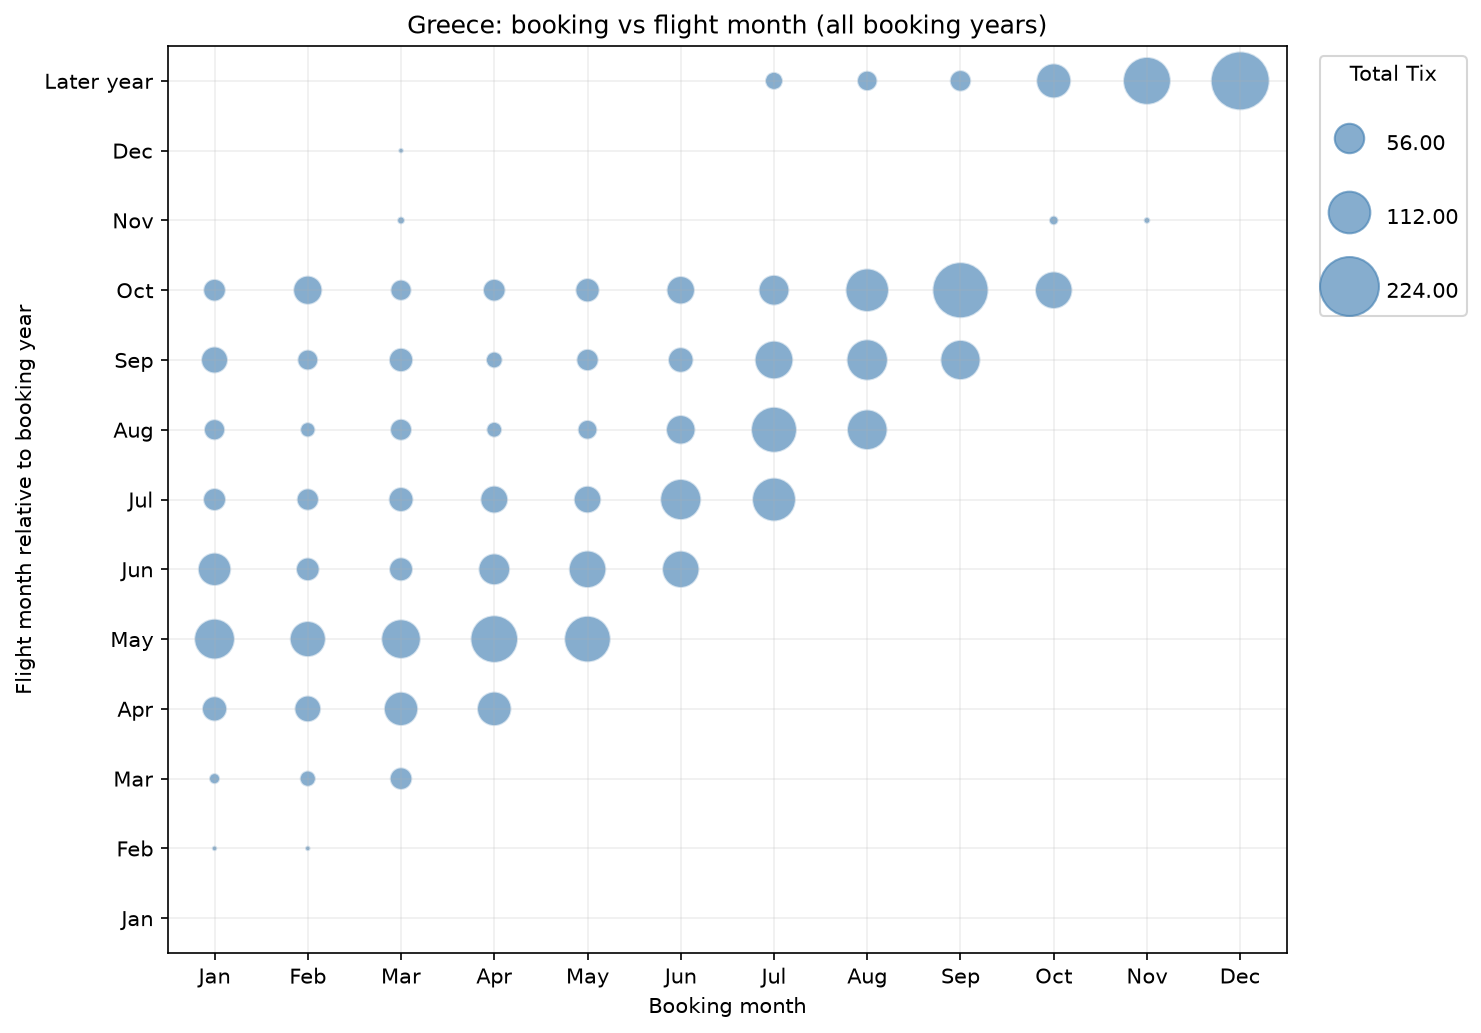 Greece: booking vs flight month (all booking years)
Total Tix
56.00
112.00
224.00
Flight month relative to booking year
Later year
Dec
Nov
Oct
Sep
Aug
Jul
Jun
May
Apr
Mar
Feb
Jan
Jan Feb Mar Apr May Jun Jul Aug Sep Oct Nov Dec
Booking month